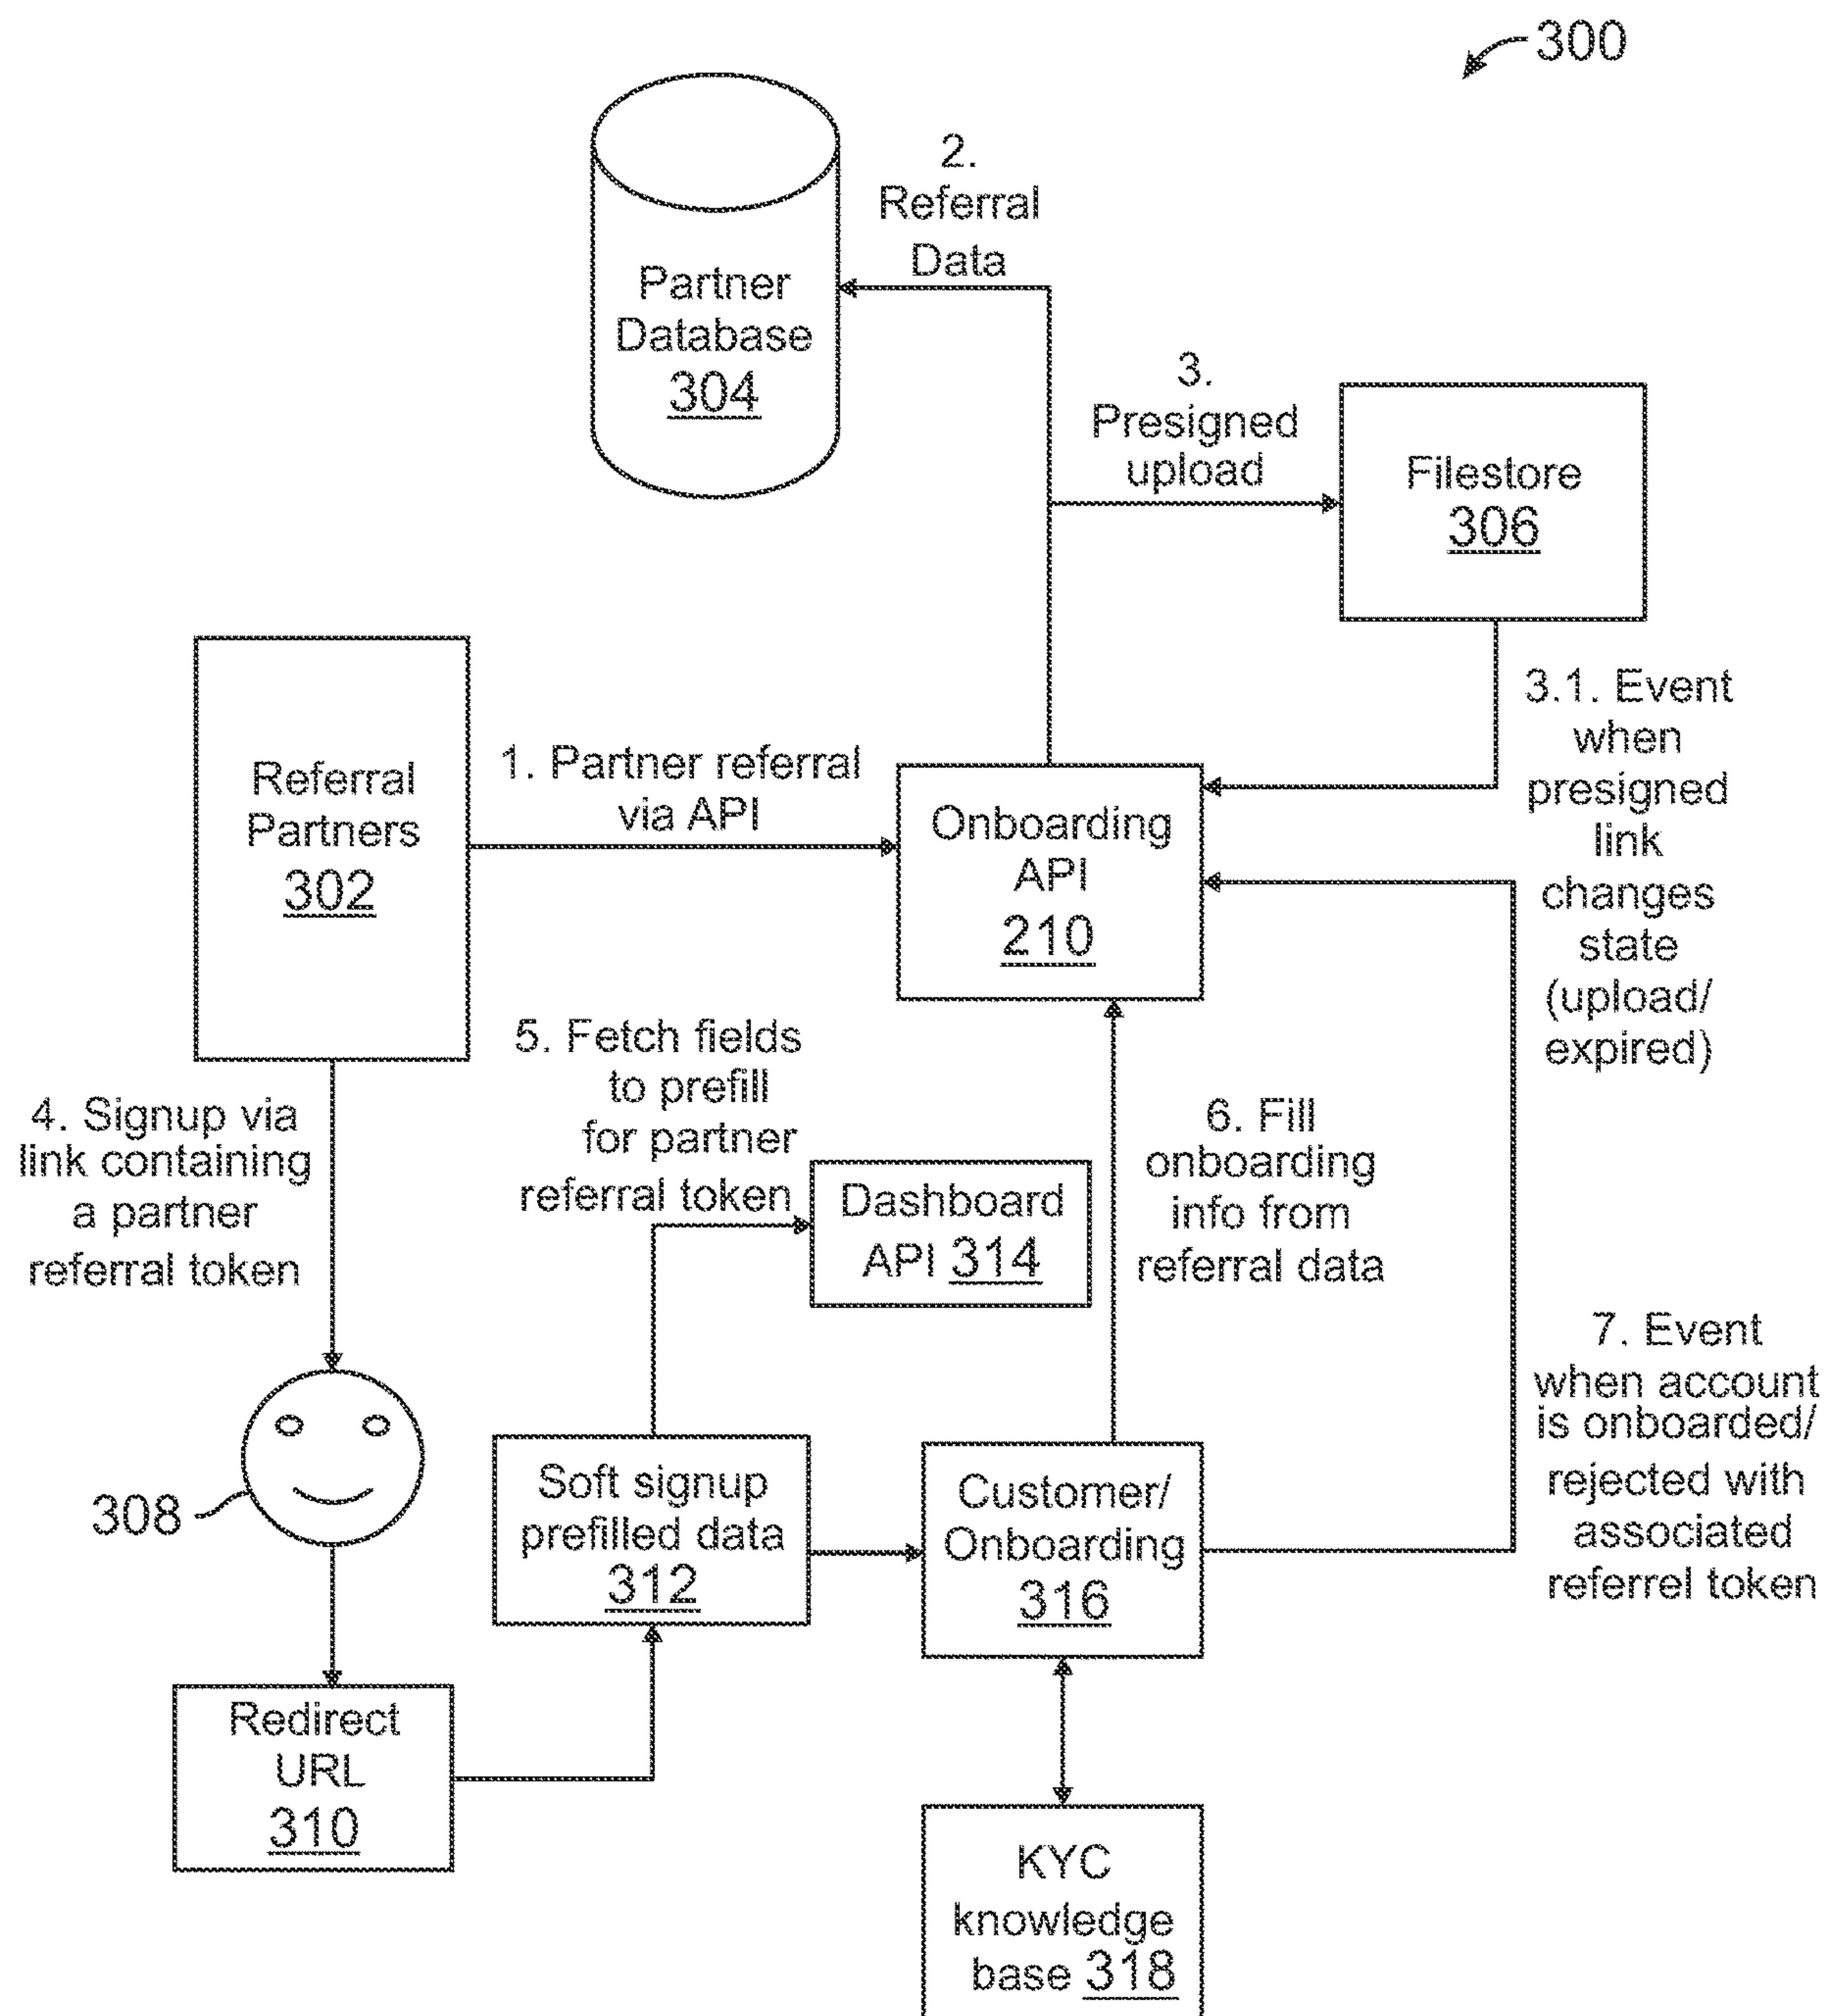 300
2.
Referral
Data
Partner
Database
304
3.
Presigned
upload
Filestore
306
3.1. Event
when
presigned
link
changes
state
(upload/
expired)
Referral
Partners
302
1. Partner referral
via API
Onboarding
API
210
4. Signup via
link containing
a partner
referral token
5. Fetch fields
to prefill
for partner
referral token
Dashboard
API 314
6. Fill
onboarding
info from
referral data
7. Event
when account
is onboarded/
rejected with
associated
referrel token
308
Soft signup
prefilled data
312
Customer/
Onboarding
316
Redirect
URL
310
KYC
knowledge
base 318